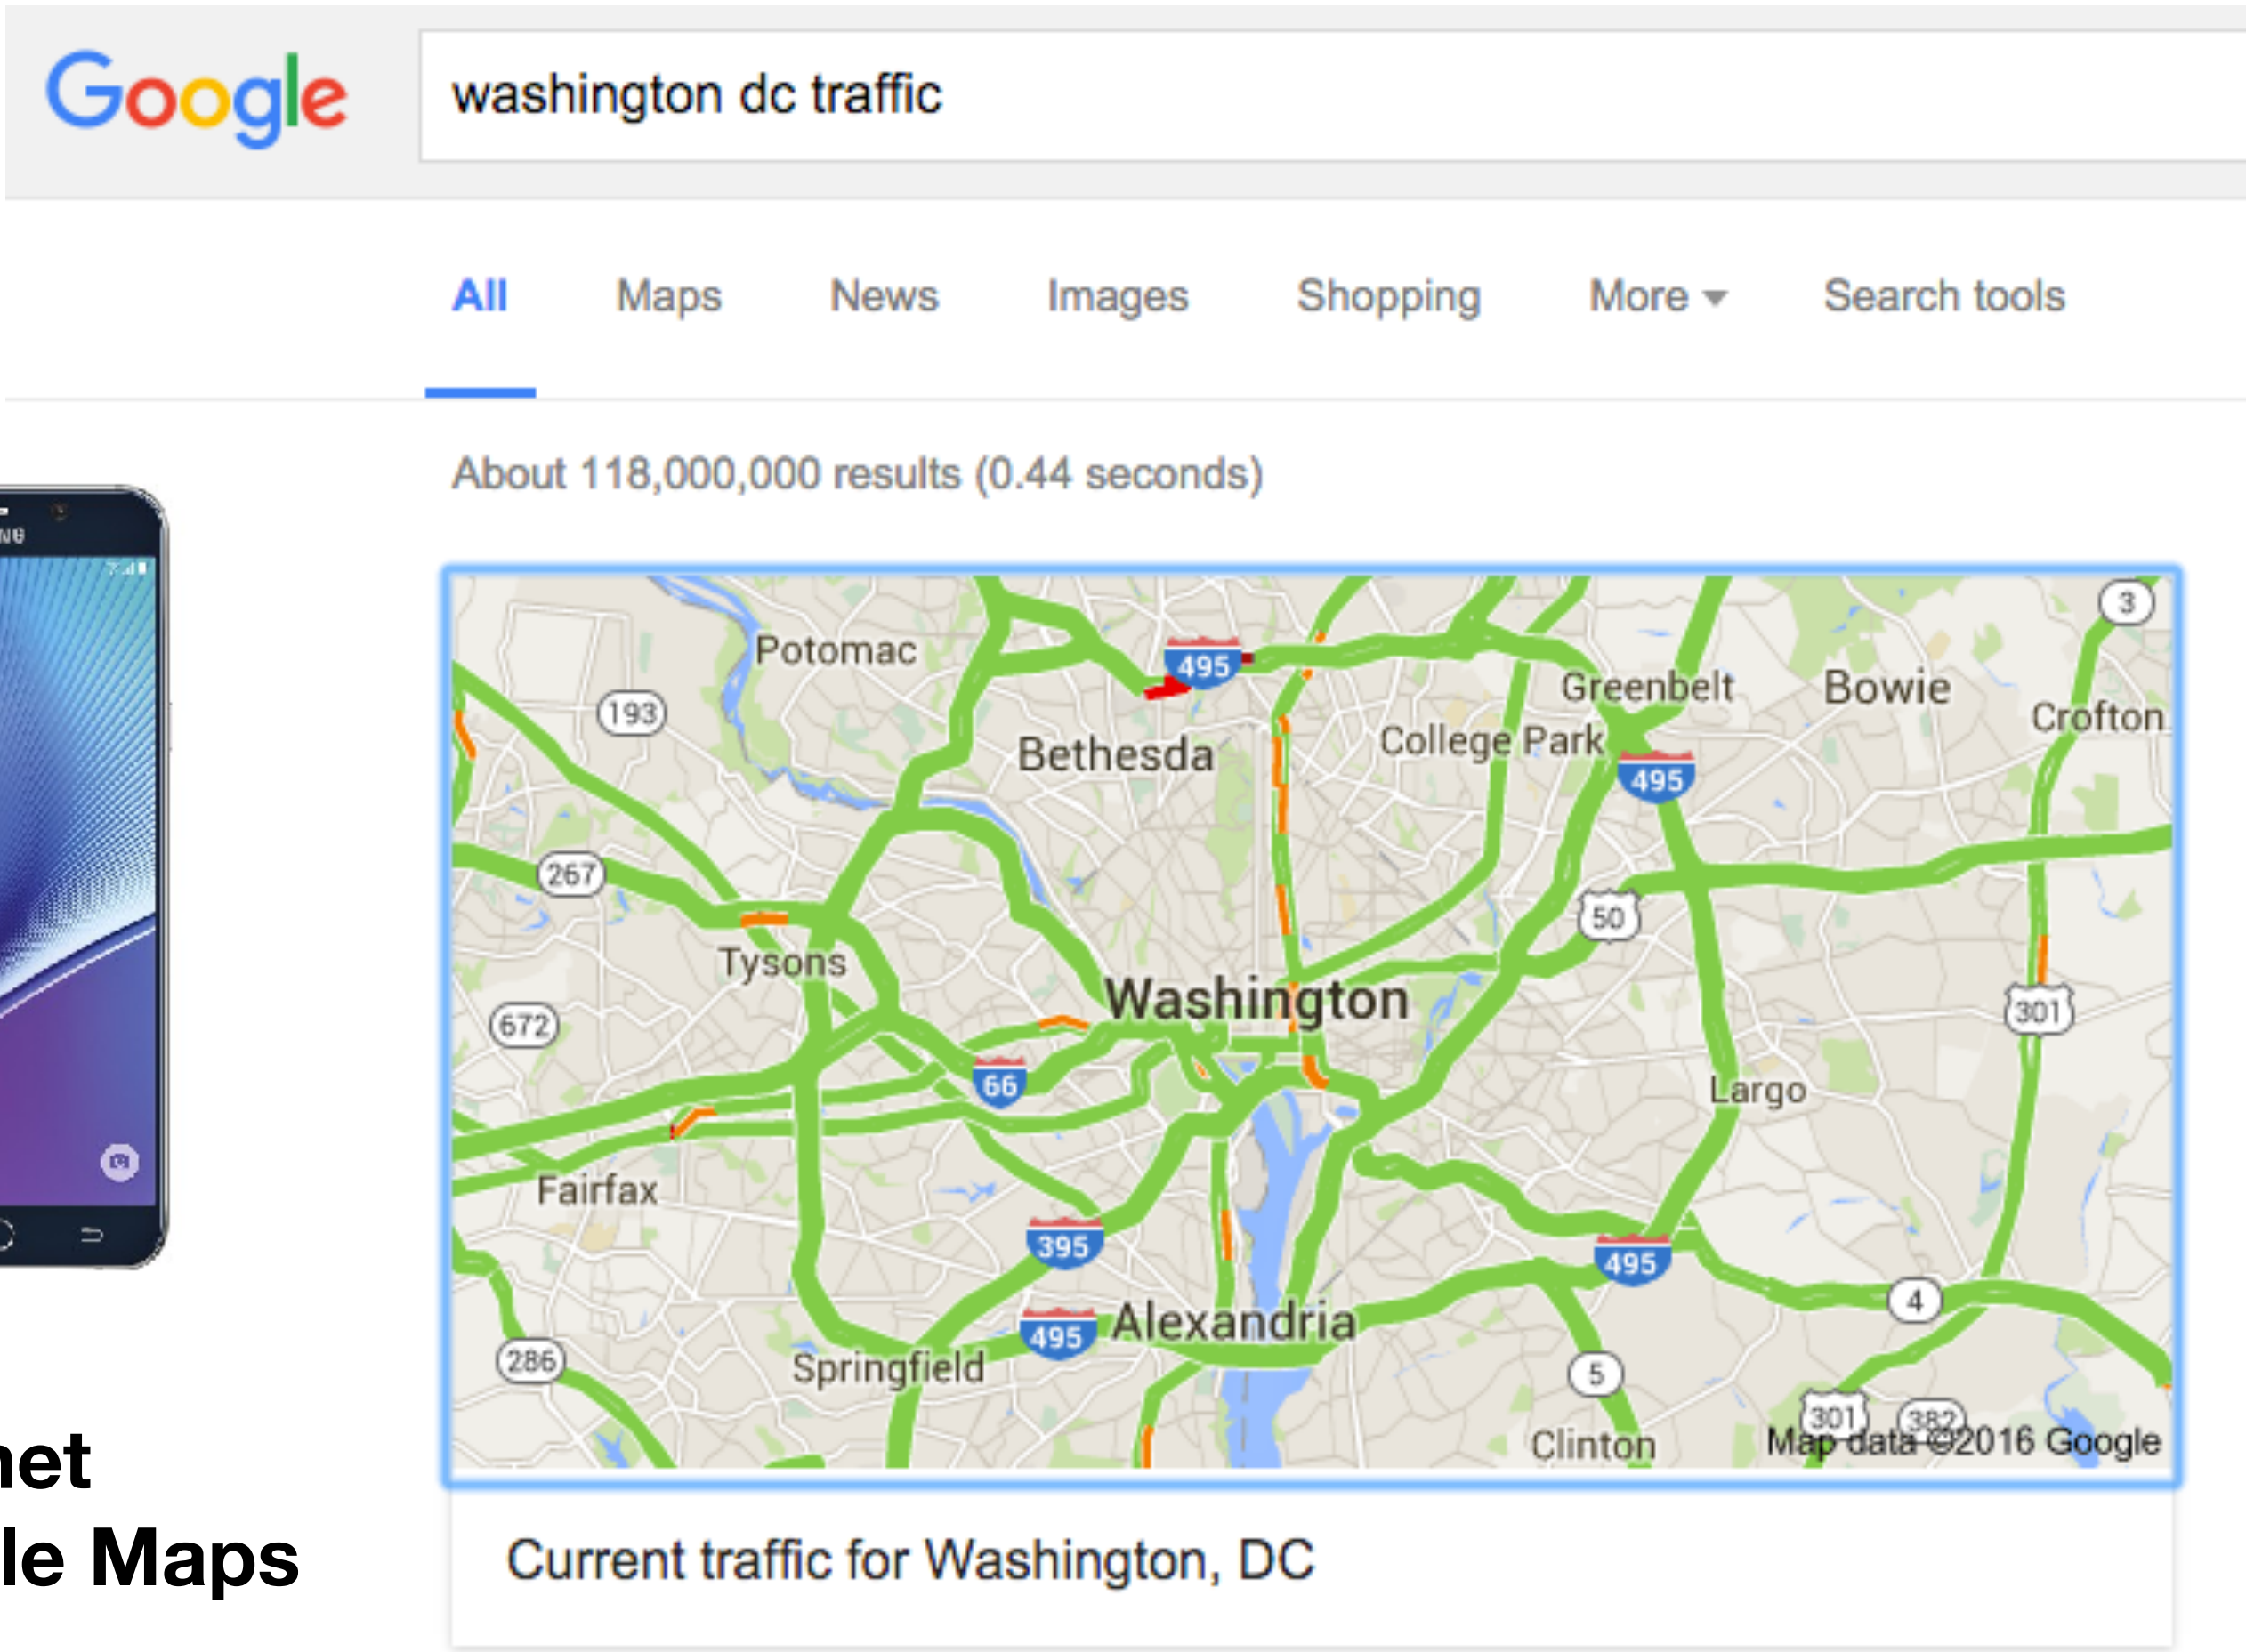 Google
washington dc traffic
All Maps News Images Shopping More Search tools
About 118,000,000 results (0.44 seconds)
3
Potomac
495
193
Greenbelt
Bowie
Crofton
Bethesda
College Park
495
267
50
Tysons
Washington
672
301
66
Largo
Fairfax
395
495
4
495
Alexandria
286
Springfield
5
301
382
Clinton
Map data ©2016 Google
Current traffic for Washington, DC
NG
net
le Maps